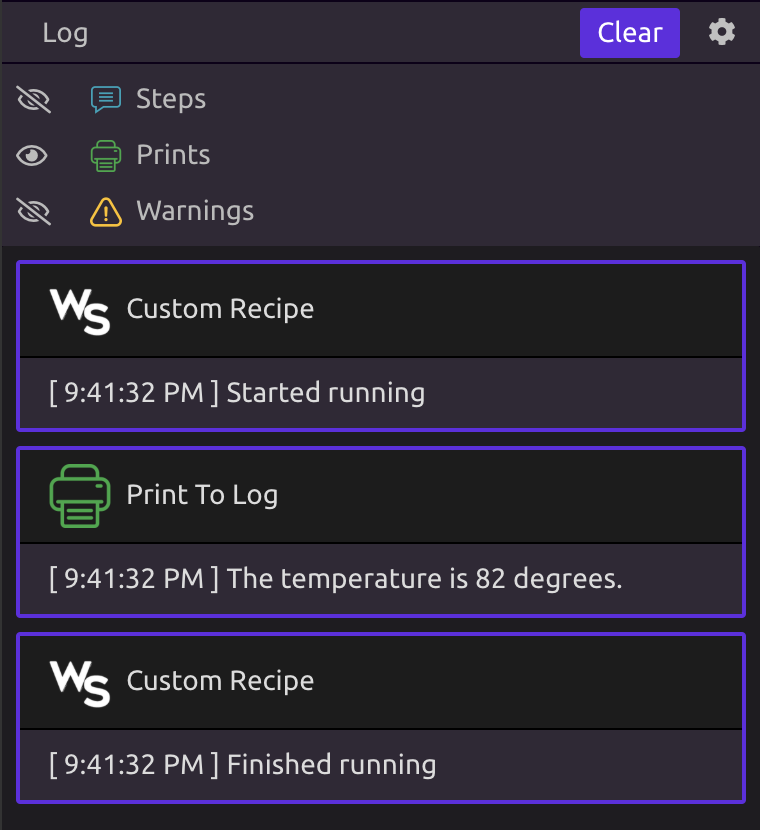 Log
Clear
Steps
Prints
Warnings
WS Custom Recipe
[ 9:41:32 PM ] Started running
Print To Log
[ 9:41:32 PM ] The temperature is 82 degrees.
WS Custom Recipe
[ 9:41:32 PM ] Finished running